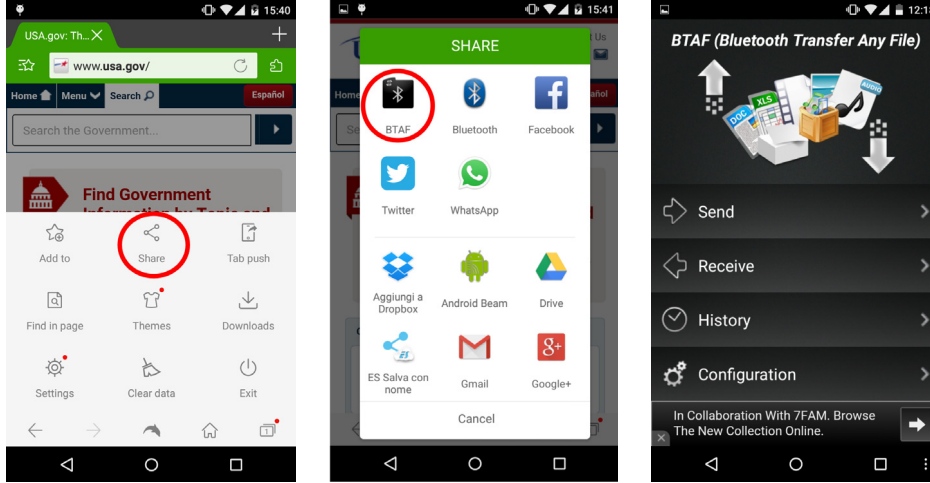 15:40
USA.gov: Th...
www.usa.gov/
Home Menu Search Español
Search the Government...
Find Government
Information by Topic and
Add to Share Tab push
Find in page Themes Downloads
Settings Clear data Exit
1
15:41
SHARE
BTAF Bluetooth Facebook
Twitter WhatsApp
Aggiungi a
Dropbox
Android Beam Drive
ES
ES Salva con
nome
Gmail
8+
Google+
Cancel
BTAF (Bluetooth Transfer Any File)
DOC XLS AUDIO
Send
Receive
History
Configuration
In Collaboration With 7FAM. Browse
The New Collection Online.